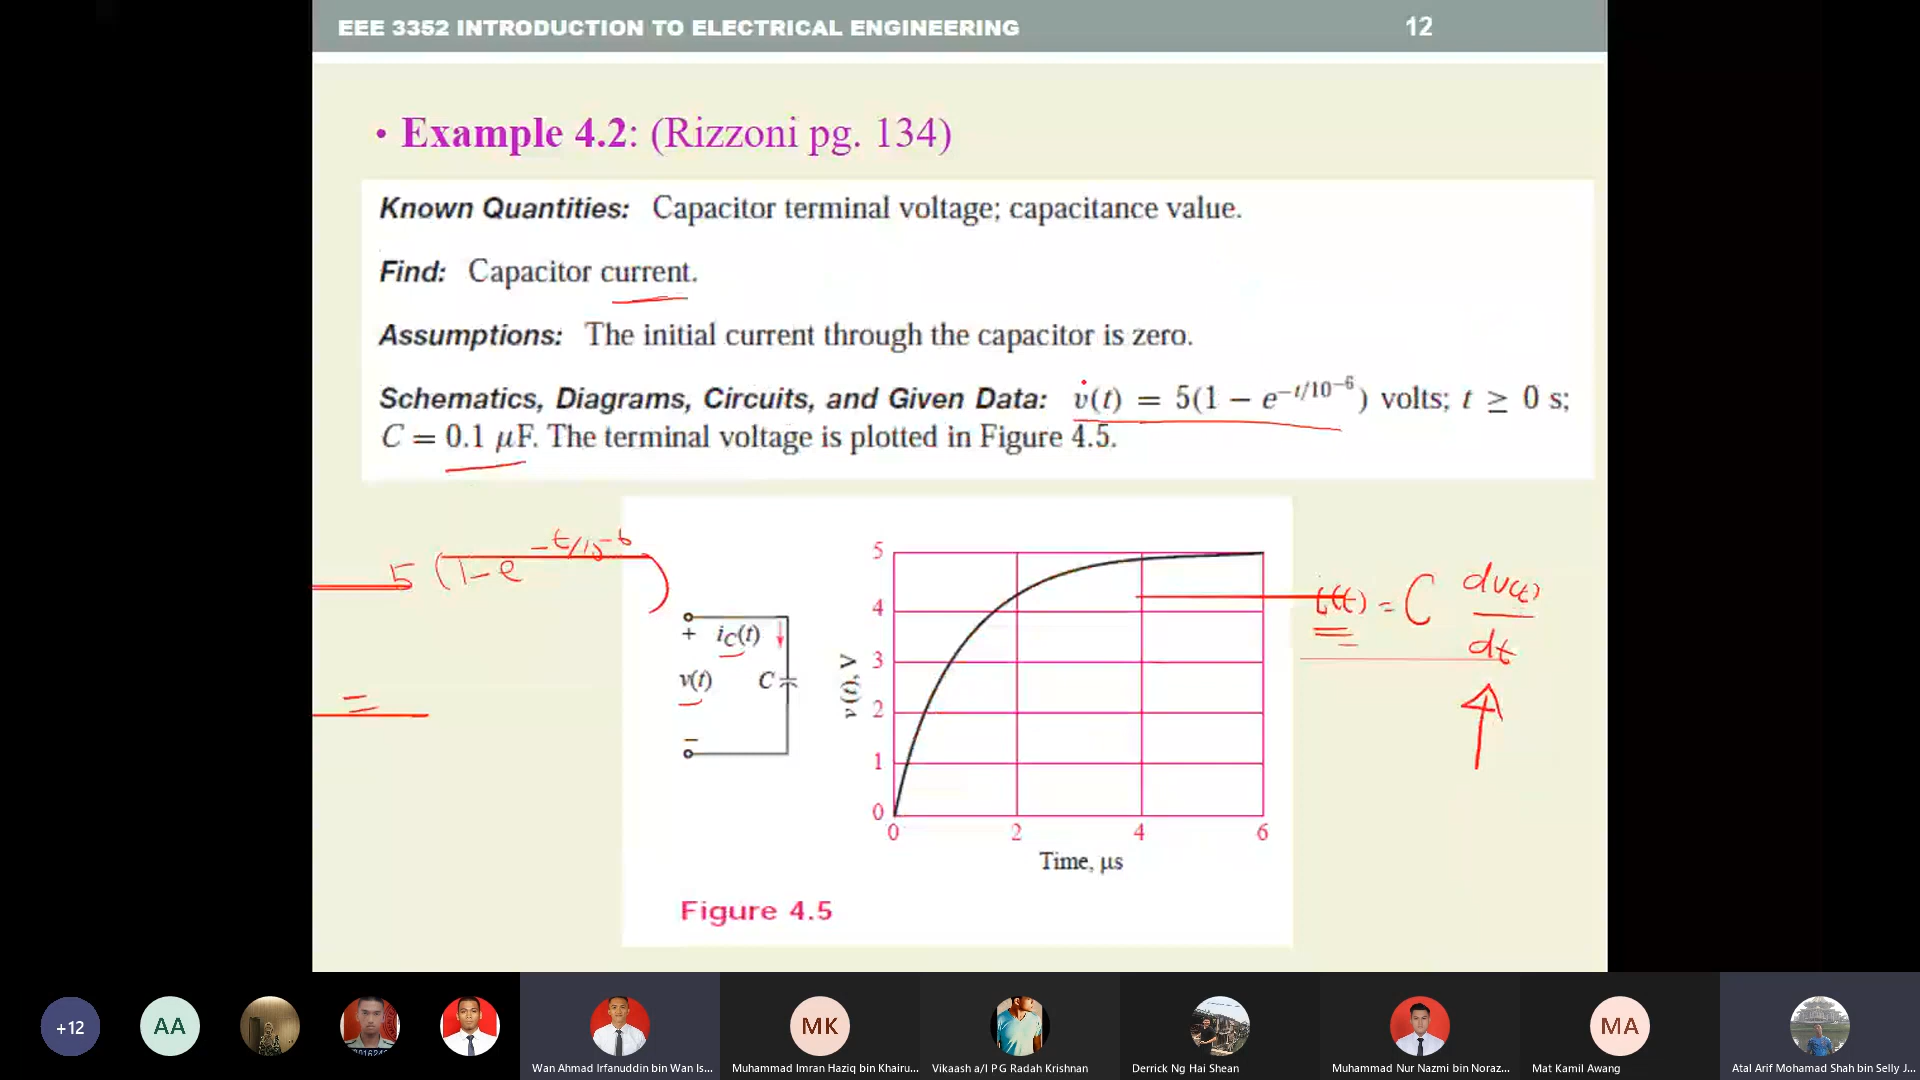 EEE 3352 INTRODUCTION TO ELECTRICAL ENGINEERING 12
• Example 4.2: (Rizzoni pg. 134)
Known Quantities: Capacitor terminal voltage; capacitance value.
Find: Capacitor current.
Assumptions: The initial current through the capacitor is zero.
Schematics, Diagrams, Circuits, and Given Data: v(t) = 5(1 − e^{−t/10^{−6}}) volts; t ≥ 0 s;
C = 0.1 μF. The terminal voltage is plotted in Figure 4.5.
5 (1 - e^{-t/10^{-6}})
=
+ i_C(t)
v(t) C
−
v(t), V
5
4
3
2
1
0
0 2 4 6
Time, μs
Figure 4.5
i(t) = C dv(t)
dt
+12
AA
Wan Ahmad Irfanuddin bin Wan Is...
MK
Muhammad Imran Haziq bin Khairu...
Vikaash a/l P G Radah Krishnan
Derrick Ng Hai Shean
Muhammad Nur Nazmi bin Noraz...
MA
Mat Kamil Awang
Atal Arif Mohamad Shah bin Selly J...